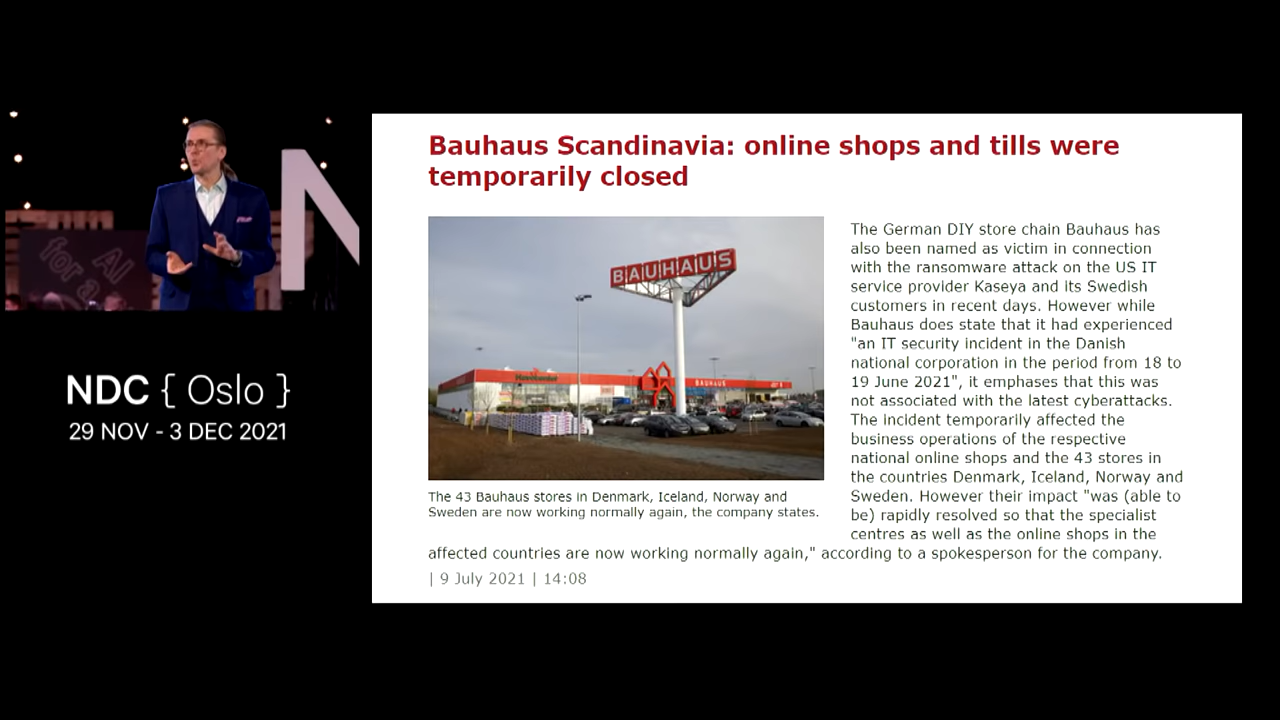 Bauhaus Scandinavia: online shops and tills were
temporarily closed
BAUHAUS
BAUHAUS
The German DIY store chain Bauhaus has
also been named as victim in connection
with the ransomware attack on the US IT
service provider Kaseya and its Swedish
customers in recent days. However while
Bauhaus does state that it had experienced
"an IT security incident in the Danish
national corporation in the period from 18 to
19 June 2021", it emphases that this was
not associated with the latest cyberattacks.
The incident temporarily affected the
business operations of the respective
national online shops and the 43 stores in
the countries Denmark, Iceland, Norway and
Sweden. However their impact "was (able to
be) rapidly resolved so that the specialist
centres as well as the online shops in the
affected countries are now working normally again," according to a spokesperson for the company.
The 43 Bauhaus stores in Denmark, Iceland, Norway and
Sweden are now working normally again, the company states.
| 9 July 2021 | 14:08
N
AI
for a
NDC { Oslo }
29 NOV - 3 DEC 2021